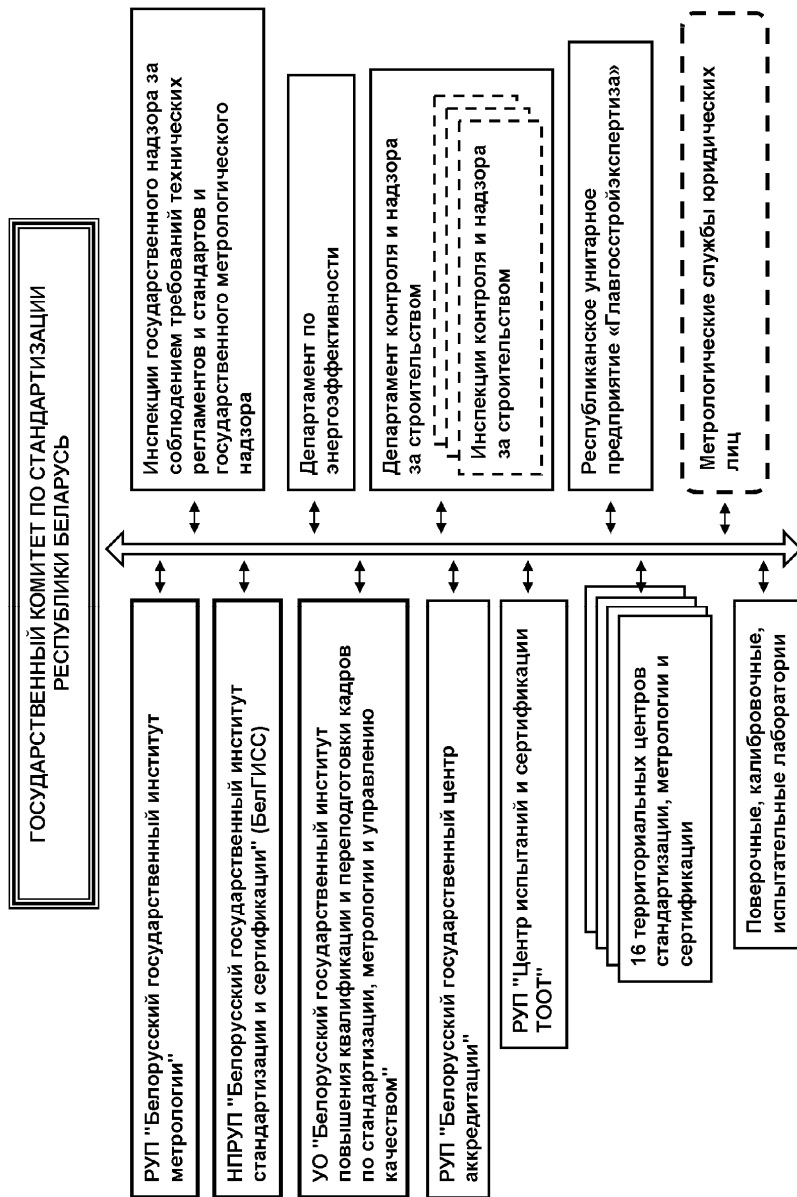 ГОСУДАРСТВЕННЫЙ КОМИТЕТ ПО СТАНДАРТИЗАЦИИ
РЕСПУБЛИКИ БЕЛАРУСЬ
РУП "Белорусский государственный институт
метрологии"
НПРУП "Белорусский государственный институт
стандартизации и сертификации" (БелГИСС)
УО "Белорусский государственный институт
повышения квалификации и переподготовки кадров
по стандартизации, метрологии и управлению
качеством"
РУП "Белорусский государственный центр
аккредитации"
РУП "Центр испытаний и сертификации
ТООТ"
16 территориальных центров
стандартизации, метрологии и
сертификации
Поверочные, калибровочные,
испытательные лаборатории
Инспекции государственного надзора за
соблюдением требований технических
регламентов и стандартов и
государственного метрологического
надзора
Департамент по
энергоэффективности
Департамент контроля и надзора
за строительством
Инспекции контроля и надзора
за строительством
Республиканское унитарное
предприятие «Главгосстройэкспертиза»
Метрологические службы юридических
лиц